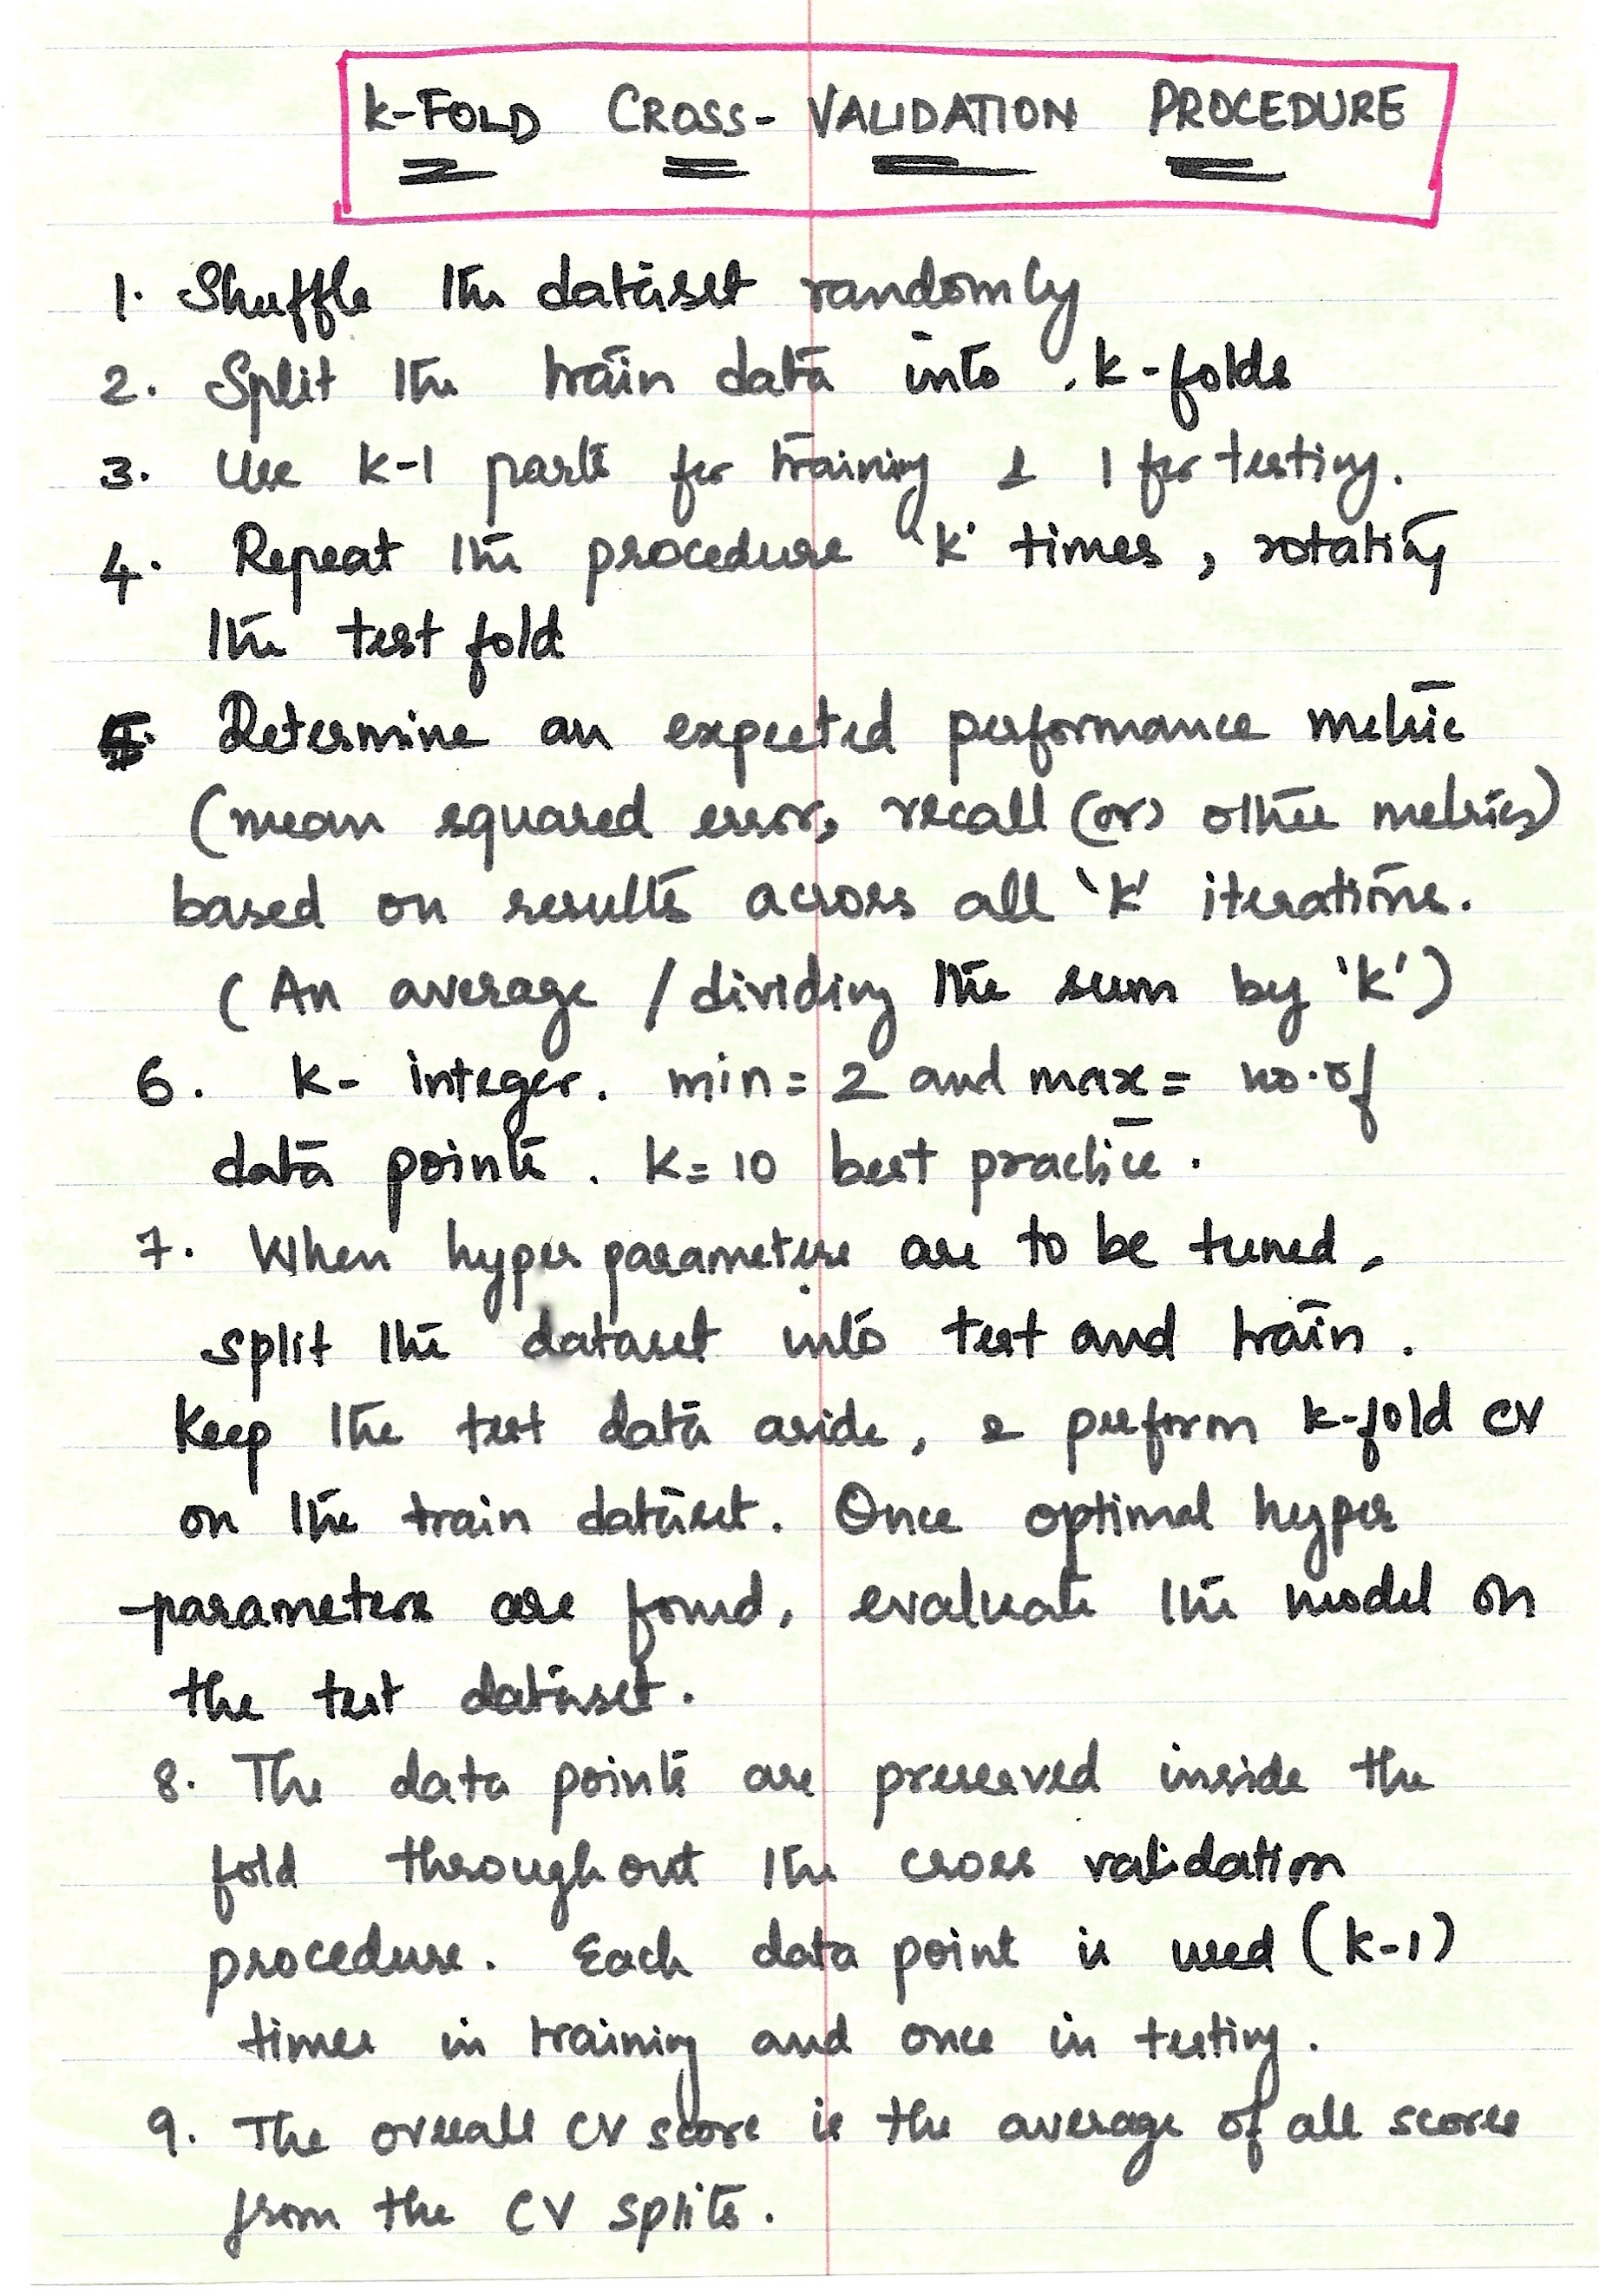 K-FOLD CROSS-VALIDATION PROCEDURE
1. Shuffle the dataset randomly
2. Split the train data into k-folds
3. Use k-1 parts for training & 1 for testing.
4. Repeat the procedure 'k' times, rotating
the test fold
5. Determine an expected performance metric
(mean squared error, recall (or) other metrics)
based on results across all 'k' iterations.
(An average / dividing the sum by 'k')
6. k- integer. min = 2 and max = no. of
data points. k = 10 best practice.
7. When hyper parameters are to be tuned,
split the dataset into test and train.
Keep the test data aside, & perform k-fold CV
on the train dataset. Once optimal hyper
-parameters are found, evaluate the model on
the test dataset.
8. The data points are preserved inside the
fold throughout the cross validation
procedure. Each data point is used (k-1)
times in training and once in testing.
9. The overall CV score is the average of all scores
from the CV splits.